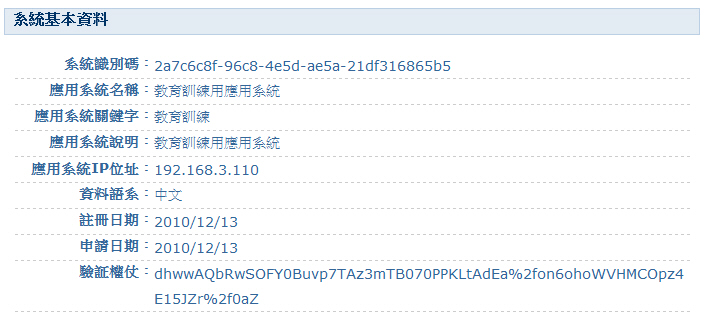 系統基本資料
系統識別碼：2a7c6c8f-96c8-4e5d-ae5a-21df316865b5
應用系統名稱：教育訓練用應用系統
應用系統關鍵字：教育訓練
應用系統說明：教育訓練用應用系統
應用系統IP位址：192.168.3.110
資料語系：中文
註冊日期：2010/12/13
申請日期：2010/12/13
驗証權仗：dhwwAQbRwSOFY0Buvp7TAz3mTB070PPKLtAdEa%2fon6ohoWVHMCOpz4
E15JZr%2f0aZ